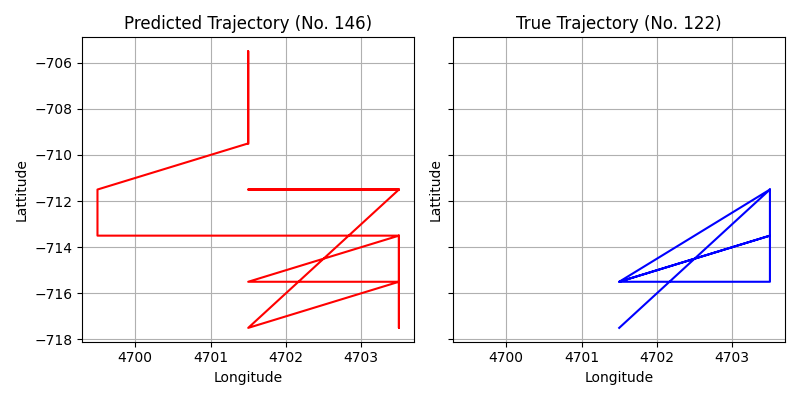 Predicted Trajectory (No. 146)
True Trajectory (No. 122)
−706
−708
−710
−712
−714
−716
−718
Lattitude
Lattitude
4700
4701
4702
4703
4700
4701
4702
4703
Longitude
Longitude